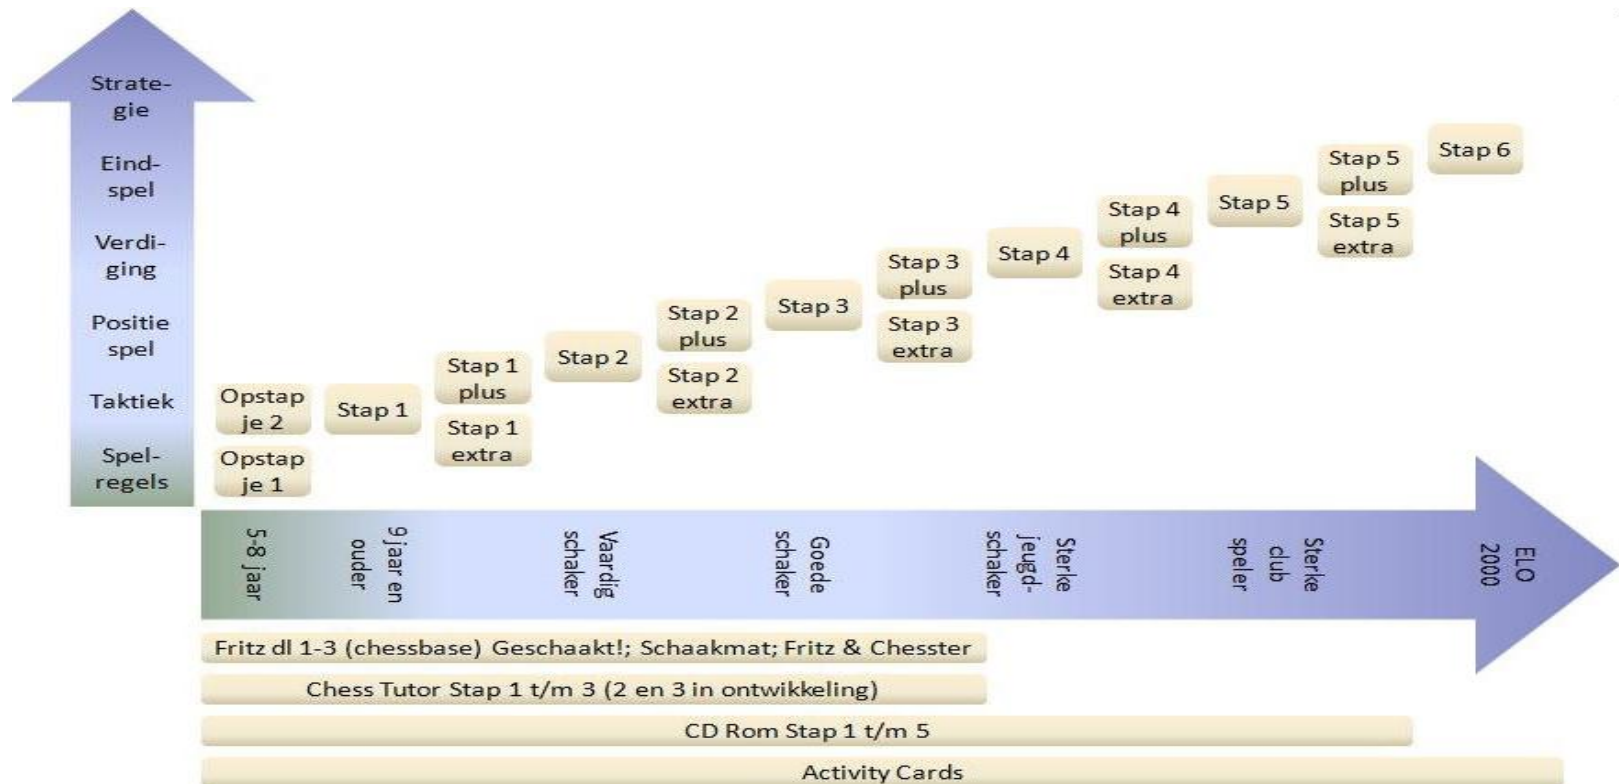 Strate-
gie
Eind-
spel
Verdi-
ging
Positie
spel
Taktiek
Spel-
regels
Opstap
je 2
Opstap
je 1
Stap 1
Stap 1
plus
Stap 1
extra
Stap 2
Stap 2
plus
Stap 2
extra
Stap 3
Stap 3
plus
Stap 3
extra
Stap 4
Stap 4
plus
Stap 4
extra
Stap 5
Stap 5
plus
Stap 5
extra
Stap 6
5-8 jaar
9 jaar en
ouder
Vaardig
schaker
Goede
schaker
Sterke
jeugd-
schaker
Sterke
club
speler
ELO
2000
Fritz dl 1-3 (chessbase) Geschaakt!; Schaakmat; Fritz & Chesster
Chess Tutor Stap 1 t/m 3 (2 en 3 in ontwikkeling)
CD Rom Stap 1 t/m 5
Activity Cards